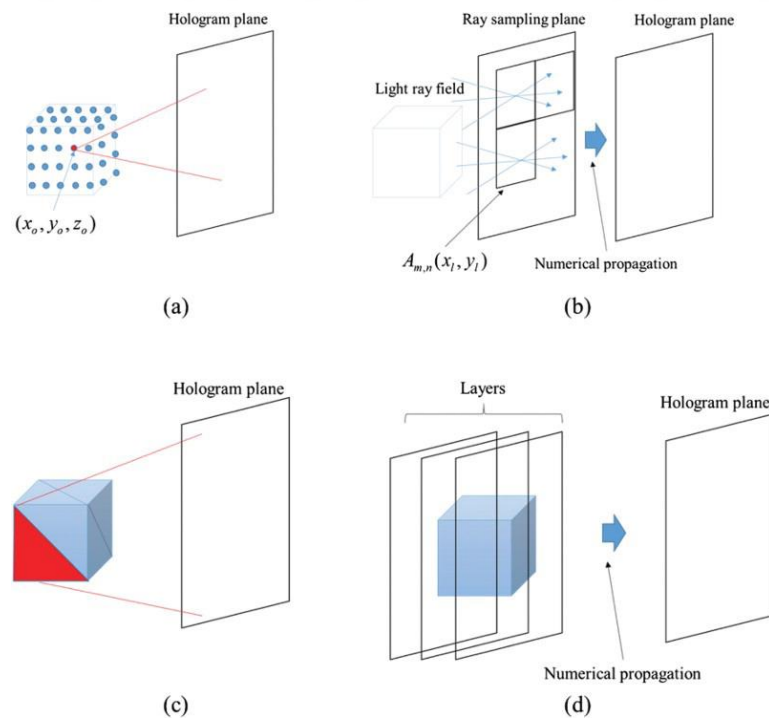 Hologram plane
(x_o, y_o, z_o)
(a)
Ray sampling plane
Hologram plane
Light ray field
A_{m,n}(x_l, y_l)
Numerical propagation
(b)
Hologram plane
(c)
Layers
Hologram plane
Numerical propagation
(d)